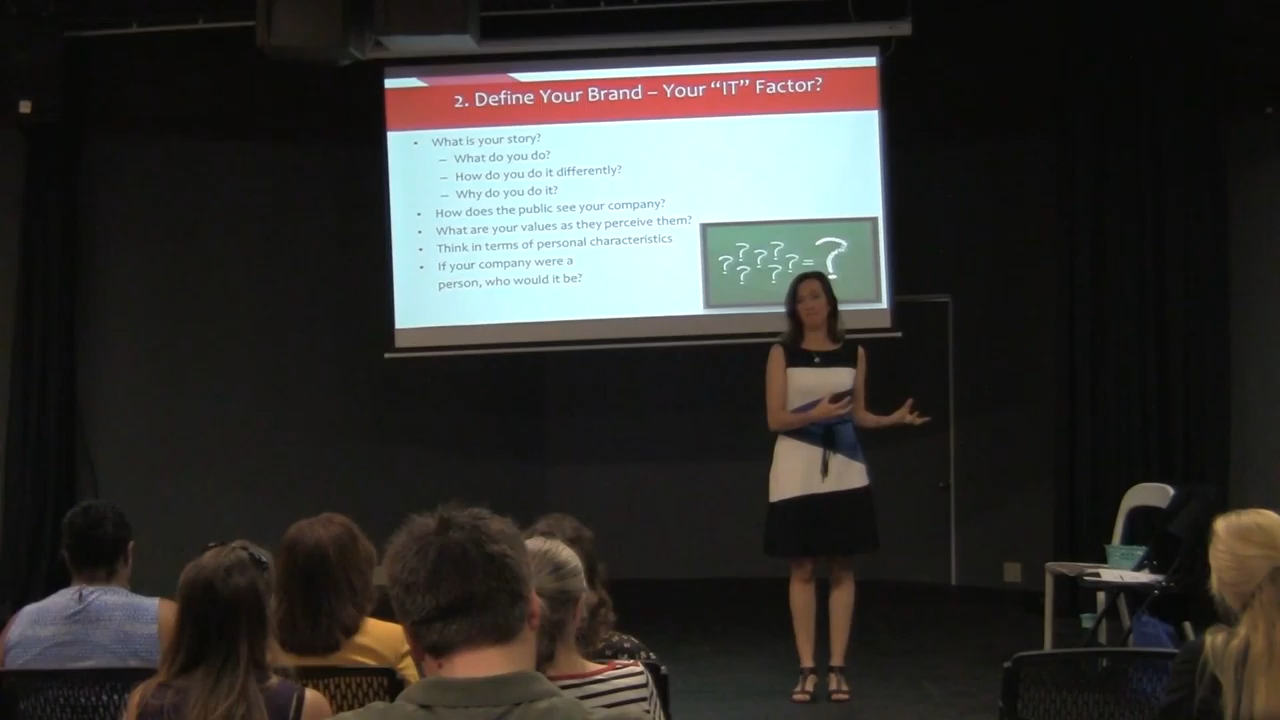 2. Define Your Brand – Your “IT” Factor?
• What is your story?
– What do you do?
– How do you do it differently?
– Why do you do it?
• How does the public see your company?
• What are your values as they perceive them?
• Think in terms of personal characteristics
• If your company were a
person, who would it be?
? ? ? ? ? ? ? = ?